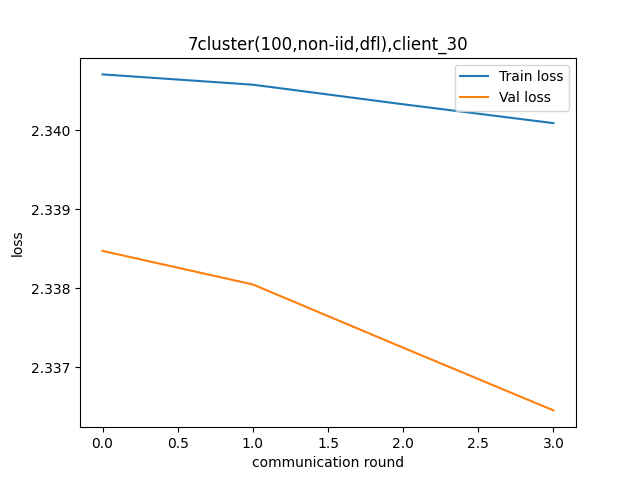 7cluster(100,non-iid,dfl),client_30
Train loss
Val loss
2.340
2.339
2.338
2.337
loss
0.0 0.5 1.0 1.5 2.0 2.5 3.0
communication round